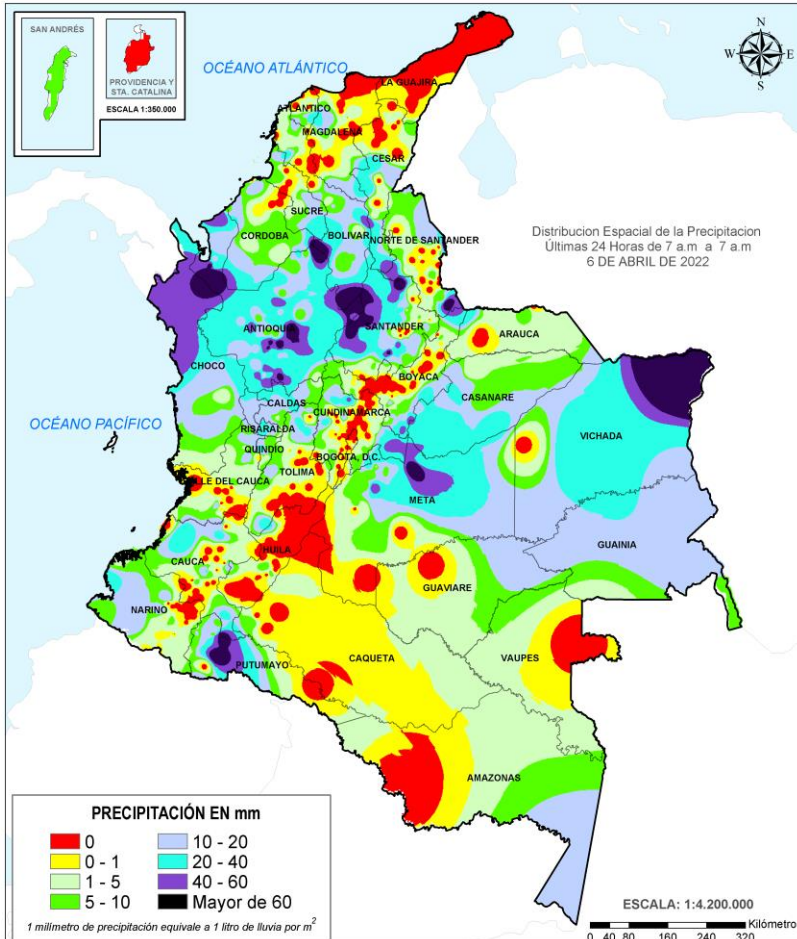 SAN ANDRÉS
PROVIDENCIA Y
STA. CATALINA
ESCALA 1:350.000
OCÉANO ATLÁNTICO
N
W
E
S
LA GUAJIRA
ATLANTICO
MAGDALENA
CESAR
SUCRE
CORDOBA
BOLIVAR
NORTE DE SANTANDER
Distribucion Espacial de la Precipitacion
Últimas 24 Horas de 7 a.m a 7 a.m
6 DE ABRIL DE 2022
ANTIOQUIA
SANTANDER
ARAUCA
CHOCO
BOYACA
CASANARE
CALDAS
CUNDINAMARCA
OCÉANO PACÍFICO
RISARALDA
VICHADA
QUINDIO
BOGOTA, D.C.
TOLIMA
VALLE DEL CAUCA
META
GUAINIA
HUILA
CAUCA
GUAVIARE
NARIÑO
CAQUETA
VAUPES
PUTUMAYO
AMAZONAS
PRECIPITACIÓN EN mm
0
10 - 20
0 - 1
20 - 40
1 - 5
40 - 60
5 - 10
Mayor de 60
1 milímetro de precipitación equivale a 1 litro de lluvia por m²
ESCALA: 1:4.200.000
Kilómetro
0 40 80 160 240 320